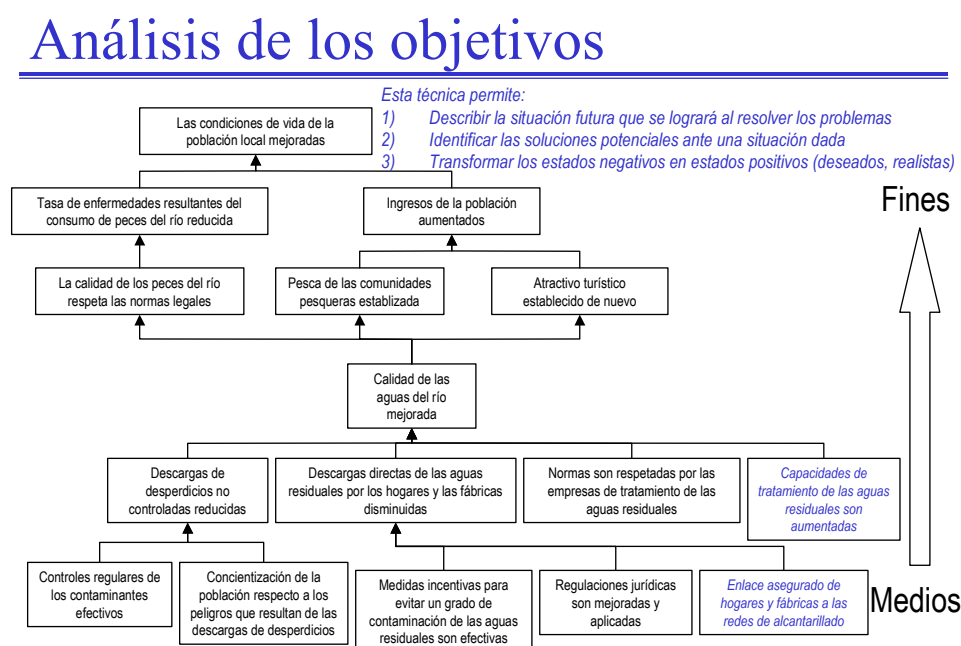 Análisis de los objetivos
Esta técnica permite:
1) Describir la situación futura que se logrará al resolver los problemas
2) Identificar las soluciones potenciales ante una situación dada
3) Transformar los estados negativos en estados positivos (deseados, realistas)
Las condiciones de vida de la
población local mejoradas
Fines
Tasa de enfermedades resultantes del
consumo de peces del río reducida
Ingresos de la población
aumentados
La calidad de los peces del río
respeta las normas legales
Pesca de las comunidades
pesqueras establizada
Atractivo turístico
establecido de nuevo
Calidad de las
aguas del río
mejorada
Descargas de
desperdicios no
controladas reducidas
Descargas directas de las aguas
residuales por los hogares y las fábricas
disminuidas
Normas son respetadas por las
empresas de tratamiento de las
aguas residuales
Capacidades de
tratamiento de las aguas
residuales son
aumentadas
Controles regulares de
los contaminantes
efectivos
Concientización de la
población respecto a los
peligros que resultan de las
descargas de desperdicios
Medidas incentivas para
evitar un grado de
contaminación de las aguas
residuales son efectivas
Regulaciones jurídicas
son mejoradas y
aplicadas
Enlace asegurado de
hogares y fábricas a las
redes de alcantarillado
Medios